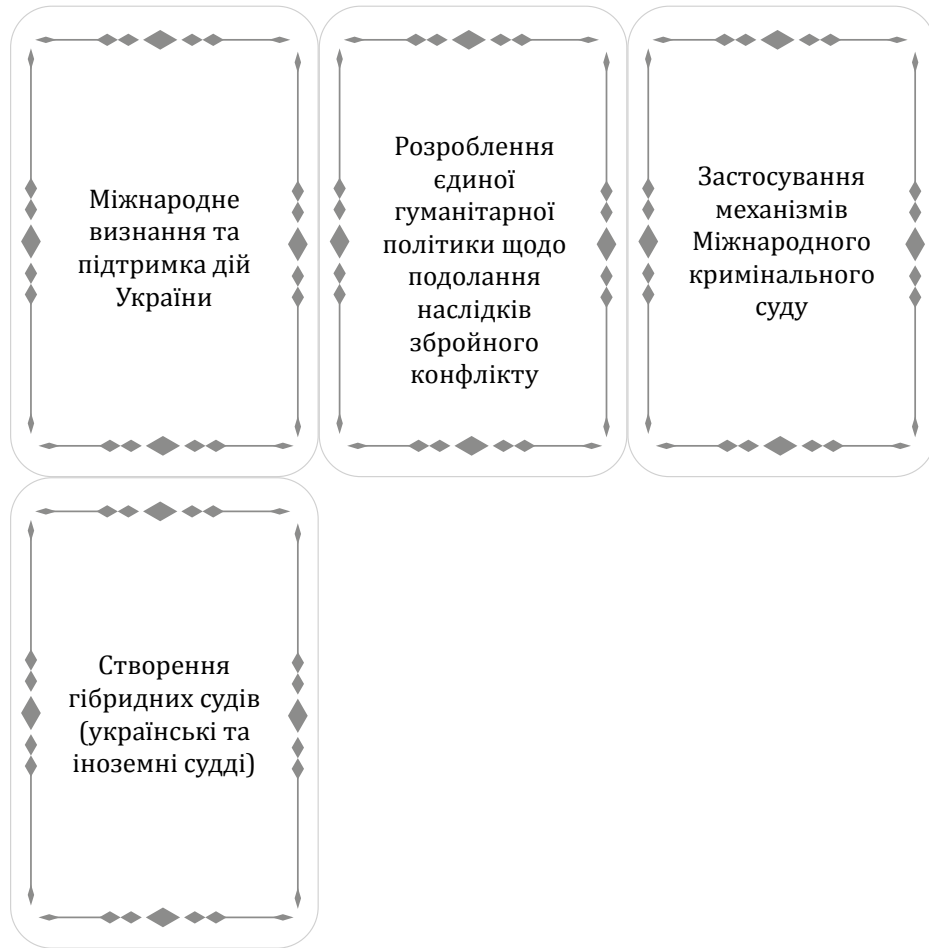 Міжнародне
визнання та
підтримка дій
України
Розроблення
єдиної
гуманітарної
політики щодо
подолання
наслідків
збройного
конфлікту
Застосування
механізмів
Міжнародного
кримінального
суду
Створення
гібридних судів
(українські та
іноземні судді)